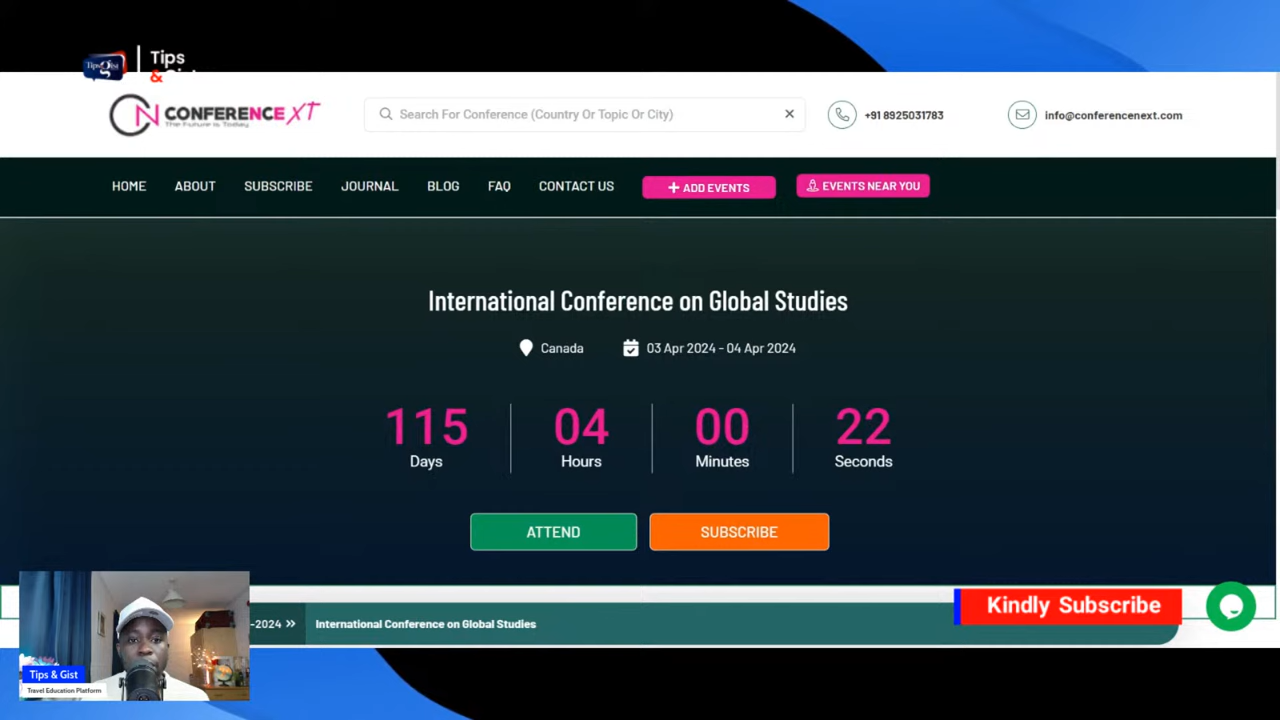 Tips
&
CONFERENCE XT
The Future is Today
Search For Conference (Country Or Topic Or City)
+91 8925031783
info@conferencenext.com
HOME
ABOUT
SUBSCRIBE
JOURNAL
BLOG
FAQ
CONTACT US
ADD EVENTS
EVENTS NEAR YOU
International Conference on Global Studies
Canada
03 Apr 2024 - 04 Apr 2024
115
04
00
22
Days
Hours
Minutes
Seconds
ATTEND
SUBSCRIBE
Kindly Subscribe
-2024 »
International Conference on Global Studies
Tips & Gist
Travel Education Platform